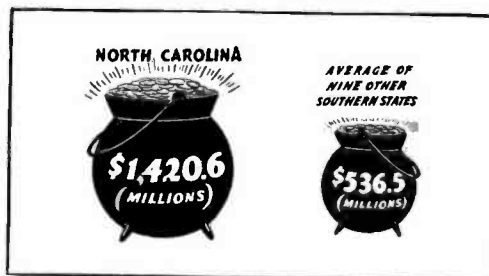 NORTH CAROLINA
$1,420.6
(MILLIONS)
AVERAGE OF
NINE OTHER
SOUTHERN STATES
$536.5
(MILLIONS)